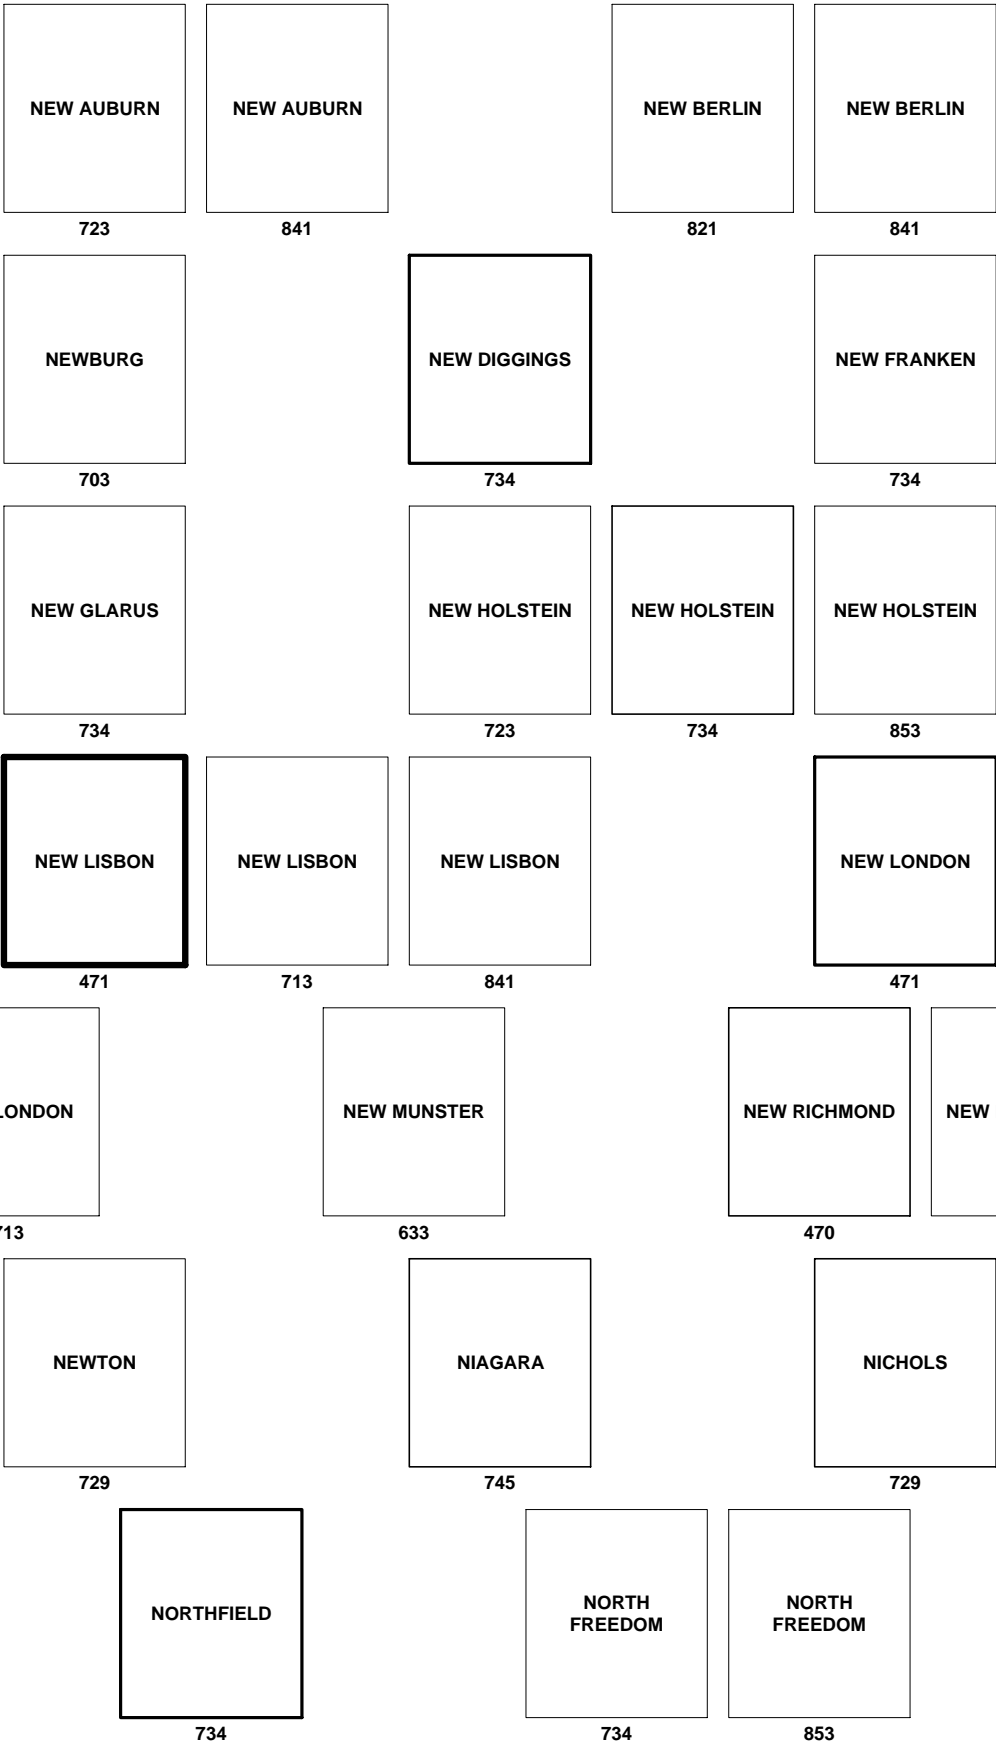 NEW AUBURN NEW AUBURN NEW BERLIN NEW BERLIN
723 841 821 841
NEWBURG NEW DIGGINGS NEW FRANKEN
703 734 734
NEW GLARUS NEW HOLSTEIN NEW HOLSTEIN NEW HOLSTEIN
734 723 734 853
NEW LISBON NEW LISBON NEW LISBON NEW LONDON
471 713 841 471
LONDON NEW MUNSTER NEW RICHMOND NEW
713 633 470
NEWTON NIAGARA NICHOLS
729 745 729
NORTHFIELD NORTH FREEDOM NORTH FREEDOM
734 734 853